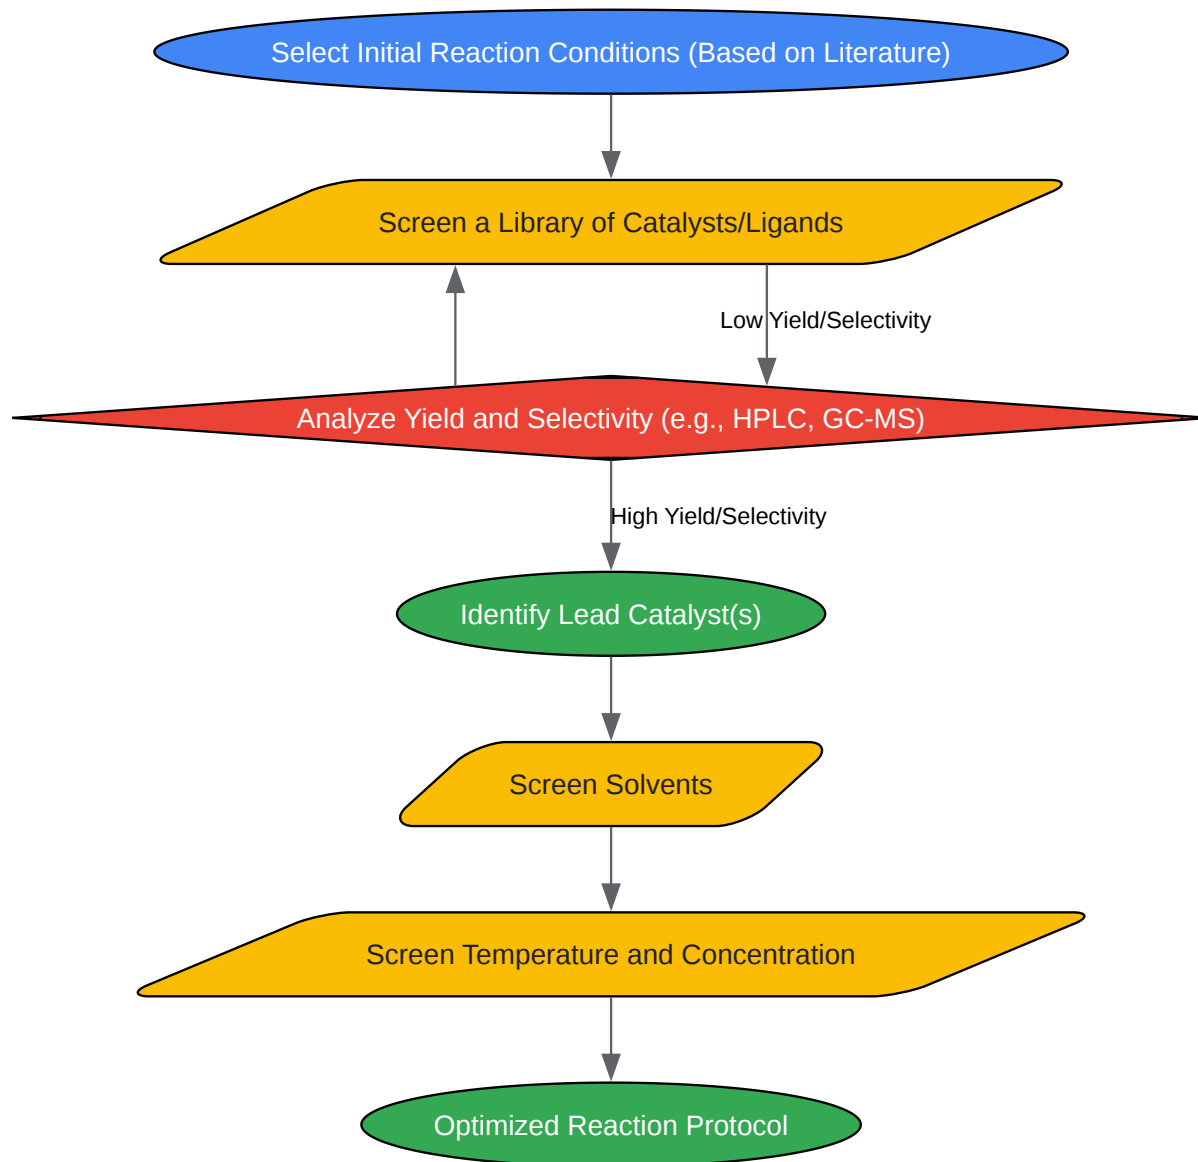 Select Initial Reaction Conditions (Based on Literature)
Screen a Library of Catalysts/Ligands
Low Yield/Selectivity
Analyze Yield and Selectivity (e.g., HPLC, GC-MS)
High Yield/Selectivity
Identify Lead Catalyst(s)
Screen Solvents
Screen Temperature and Concentration
Optimized Reaction Protocol